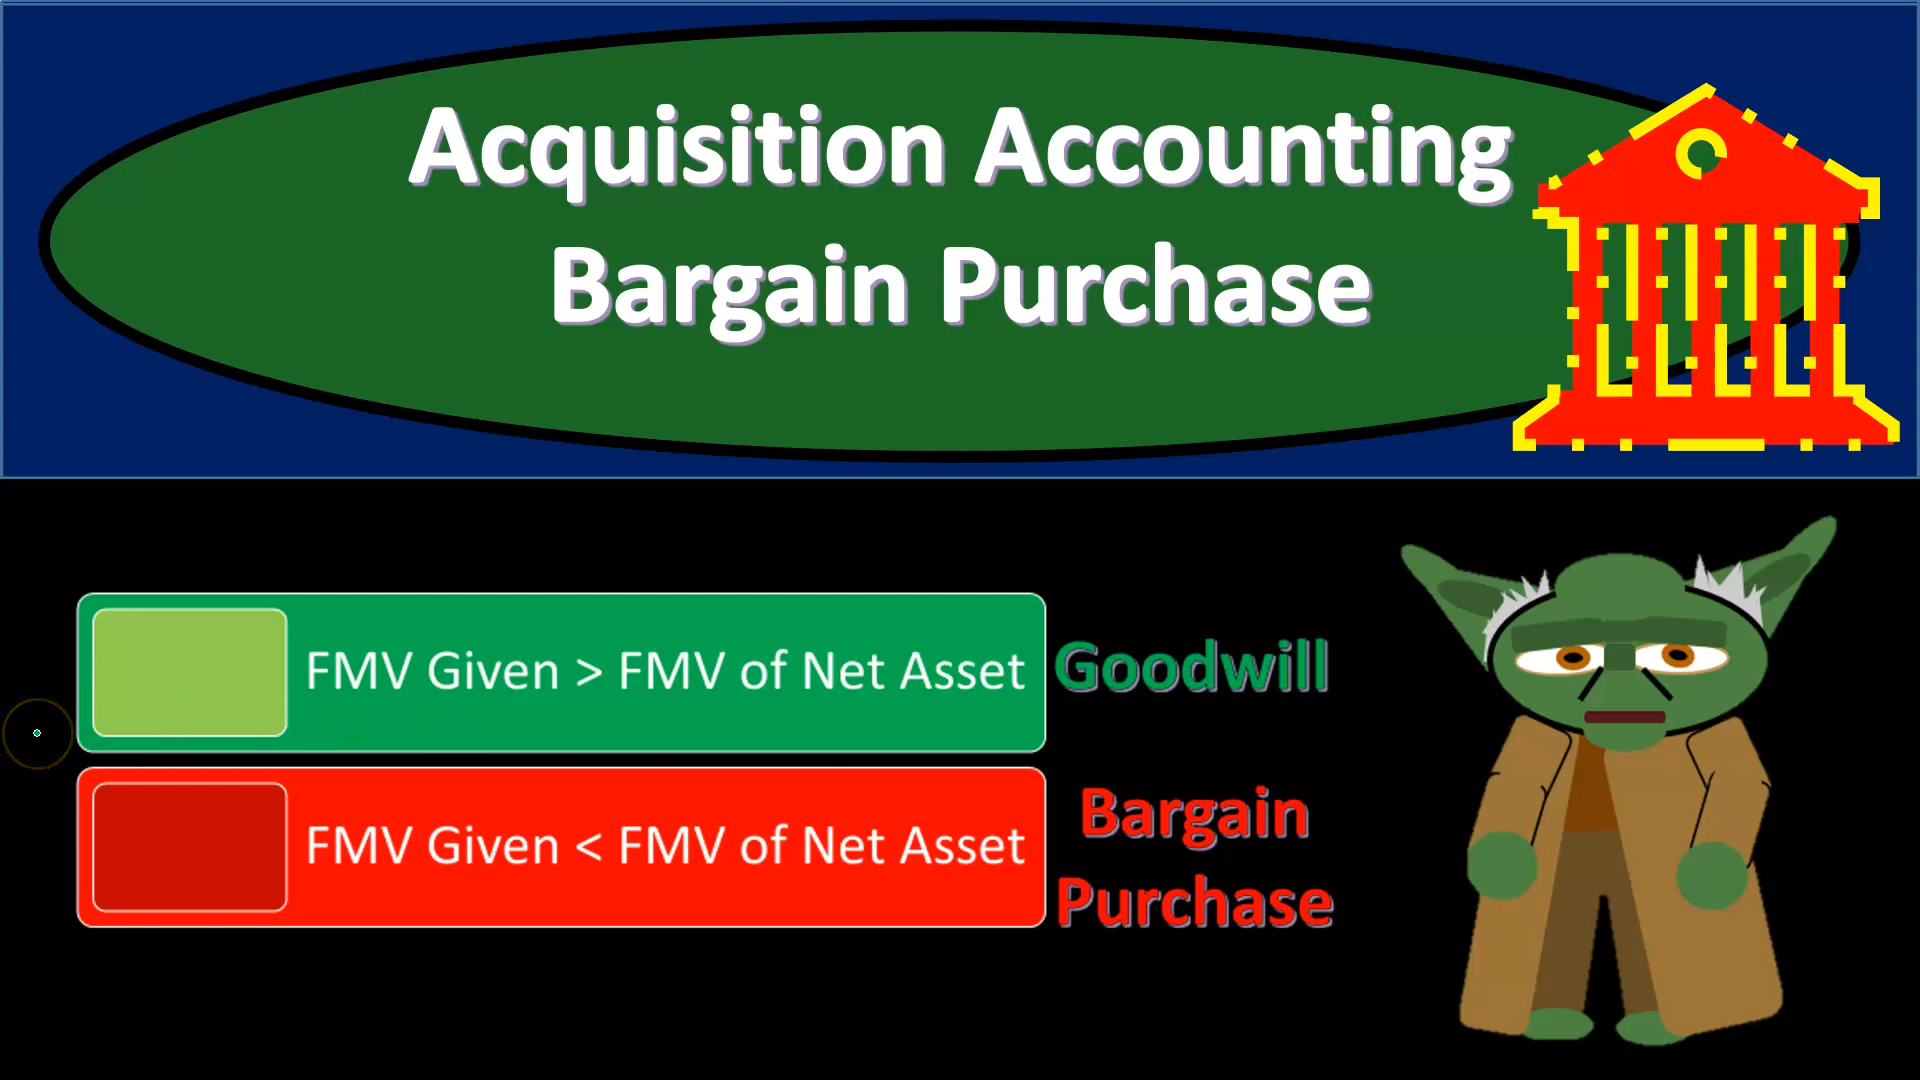 Acquisition Accounting
Bargain Purchase
FMV Given > FMV of Net Asset
Goodwill
FMV Given < FMV of Net Asset
Bargain
Purchase